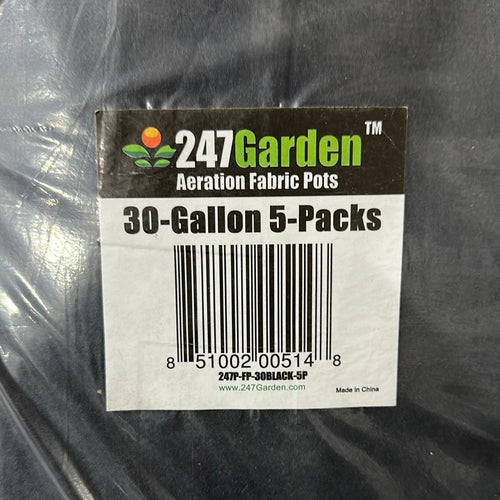 247Garden™
Aeration Fabric Pots
30-Gallon 5-Packs
8 51002 00514 8
247P-FP-30BLACK-5P
www.247Garden.com
Made in China